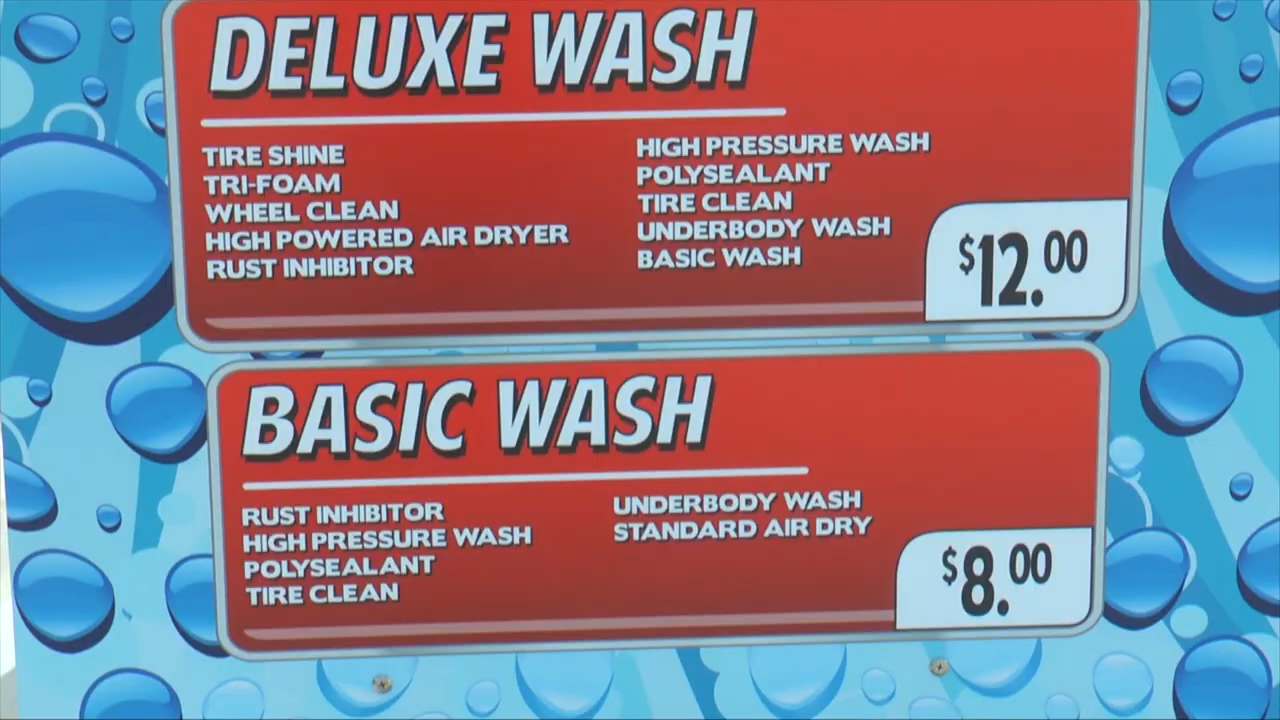 DELUXE WASH
TIRE SHINE
TRI-FOAM
WHEEL CLEAN
HIGH POWERED AIR DRYER
RUST INHIBITOR
HIGH PRESSURE WASH
POLYSEALANT
TIRE CLEAN
UNDERBODY WASH
BASIC WASH
$12.00
BASIC WASH
RUST INHIBITOR
HIGH PRESSURE WASH
POLYSEALANT
TIRE CLEAN
UNDERBODY WASH
STANDARD AIR DRY
$8.00